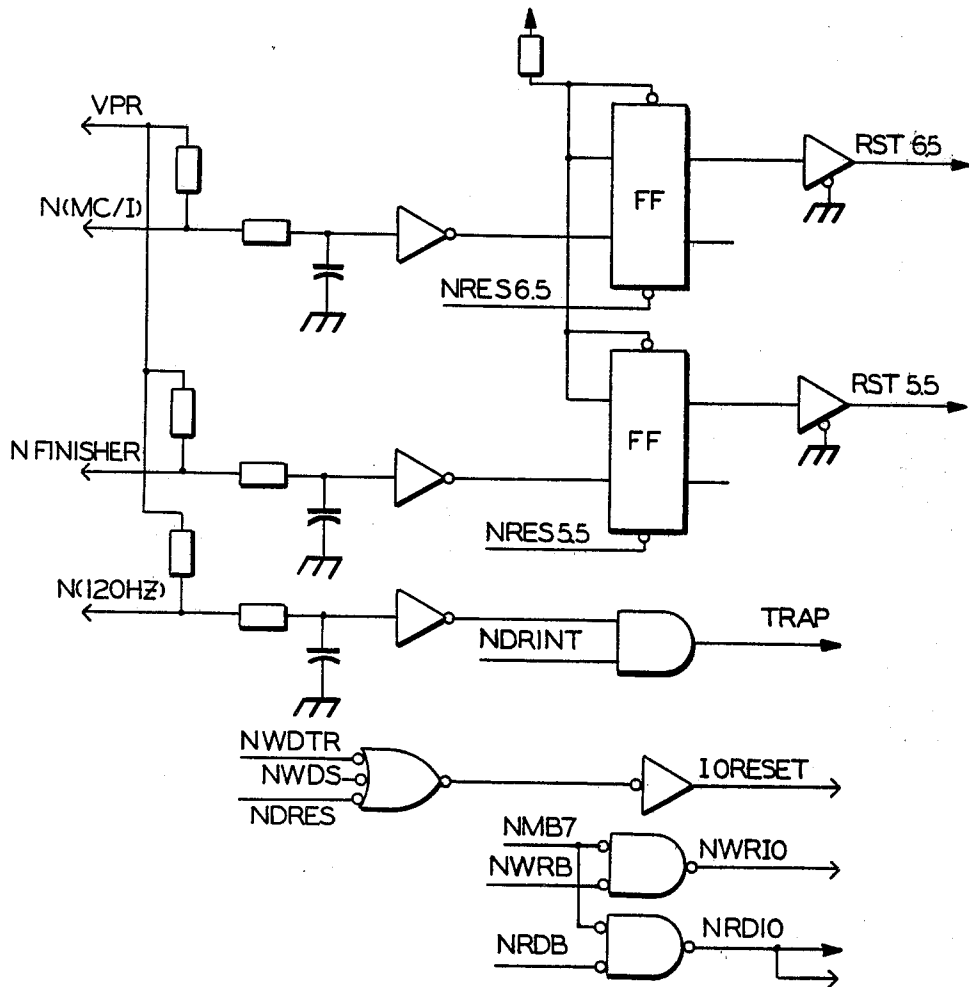 VPR
RST 6.5
N(MC/I)
FF
NRES 6.5
RST 5.5
N FINISHER
FF
NRES 5.5
N(120HZ)
TRAP
NDRINT
NWDTR
NWDS
NDRES
IORESET
NMB7
NWRB
NWRIO
NRDB
NRDIO